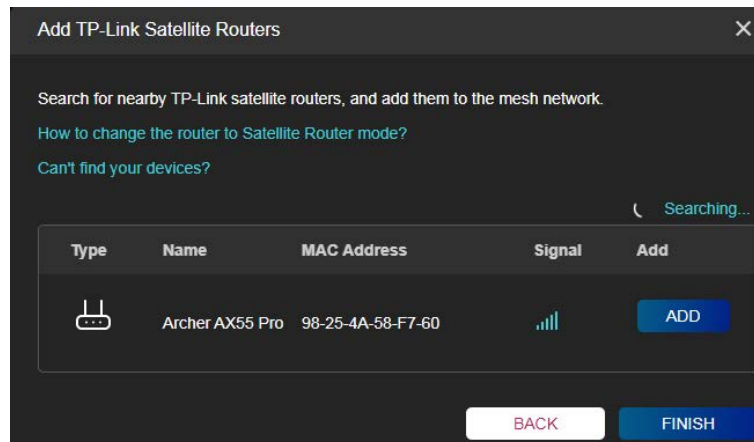 Add TP-Link Satellite Routers
Search for nearby TP-Link satellite routers, and add them to the mesh network.
How to change the router to Satellite Router mode?
Can't find your devices?
Searching...
Type Name MAC Address Signal Add
Archer AX55 Pro 98-25-4A-58-F7-60 ADD
BACK FINISH